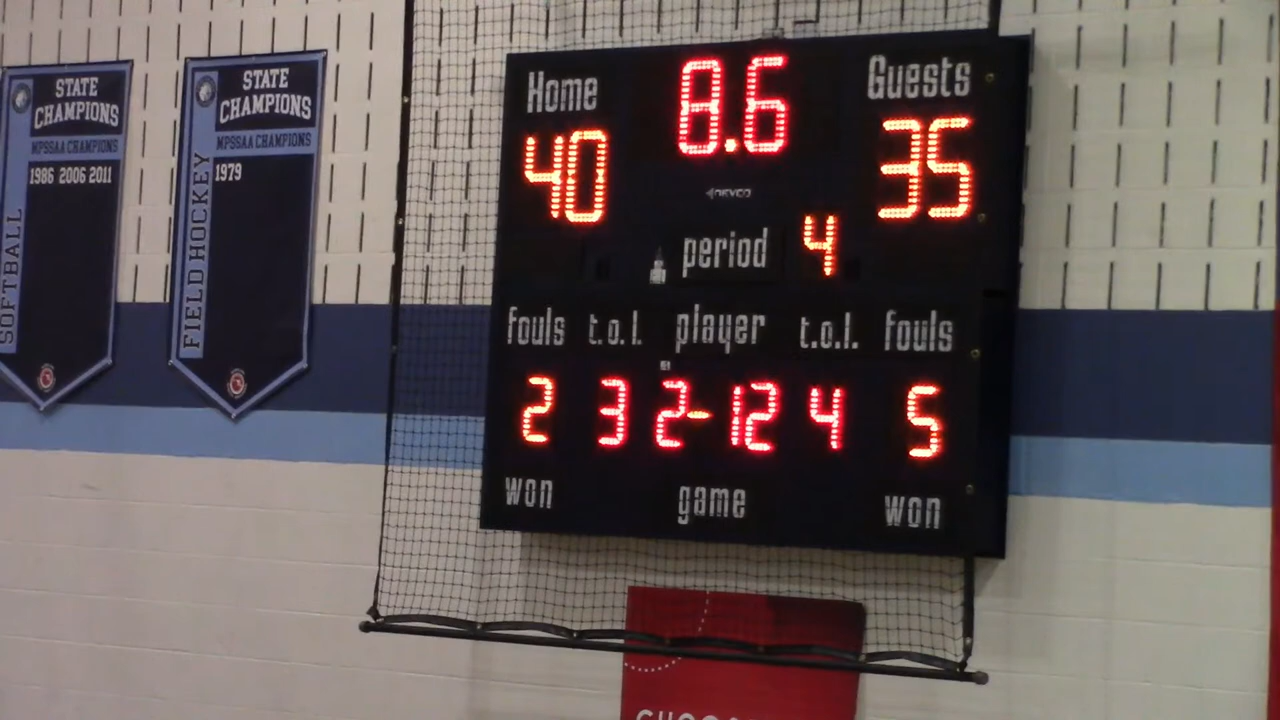 STATE
CHAMPIONS
MPSSAA CHAMPIONS
1986 2006 2011
SOFTBALL
STATE
CHAMPIONS
MPSSAA CHAMPIONS
1979
FIELD HOCKEY
Home 8.6 Guests
40 35
NEVCO
period 4
fouls t.o.l. player t.o.l. fouls
2 3 2-12 4 5
won game won